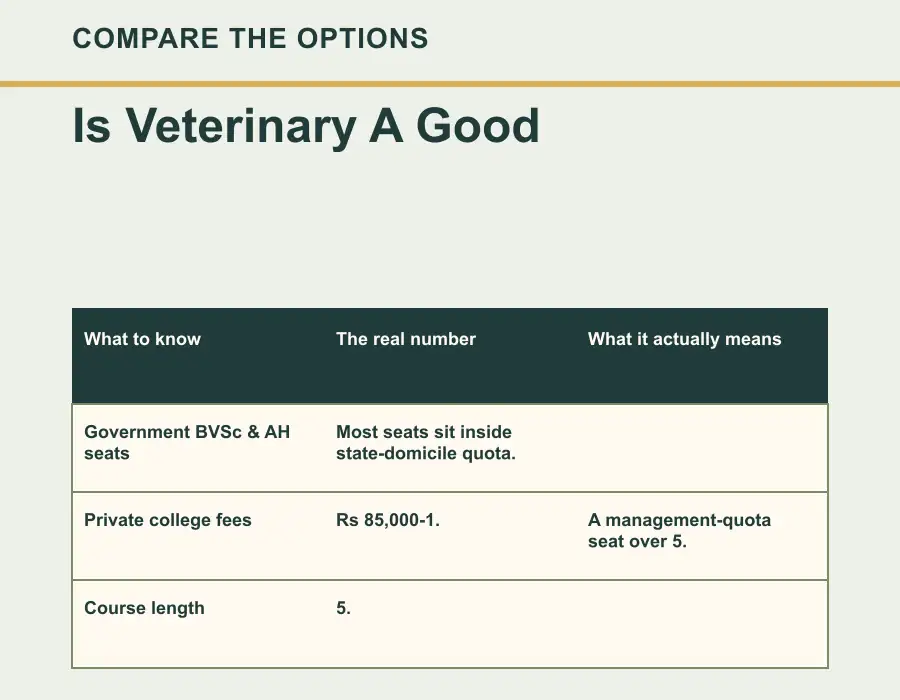 COMPARE THE OPTIONS
Is Veterinary A Good
What to know
The real number
What it actually means
Government BVSc & AH
seats
Most seats sit inside
state-domicile quota.
Private college fees
Rs 85,000-1.
A management-quota
seat over 5.
Course length
5.